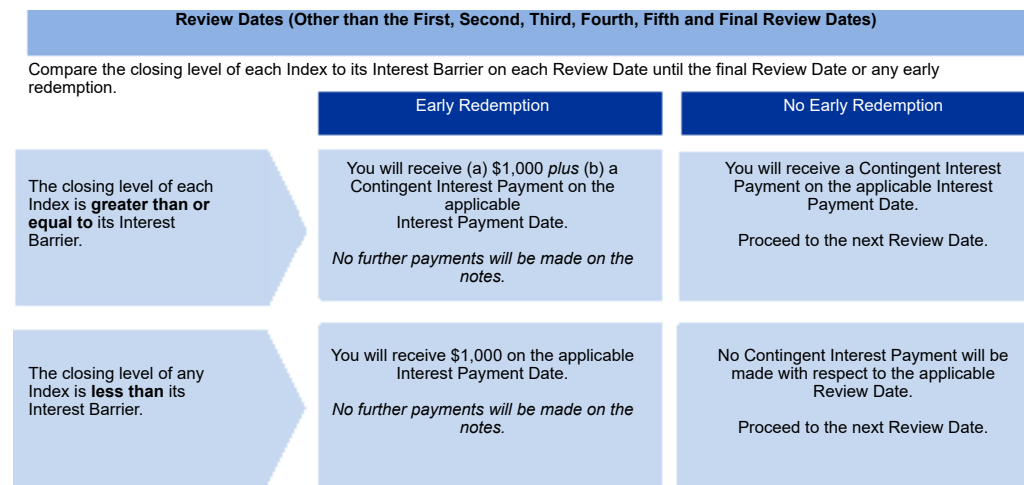 Review Dates (Other than the First, Second, Third, Fourth, Fifth and Final Review Dates)
Compare the closing level of each Index to its Interest Barrier on each Review Date until the final Review Date or any early
redemption.
Early Redemption
No Early Redemption
The closing level of each
Index is greater than or
equal to its Interest
Barrier.
You will receive (a) $1,000 plus (b) a
Contingent Interest Payment on the
applicable
Interest Payment Date.
No further payments will be made on the
notes.
You will receive a Contingent Interest
Payment on the applicable Interest
Payment Date.
Proceed to the next Review Date.
The closing level of any
Index is less than its
Interest Barrier.
You will receive $1,000 on the applicable
Interest Payment Date.
No further payments will be made on the
notes.
No Contingent Interest Payment will be
made with respect to the applicable
Review Date.
Proceed to the next Review Date.